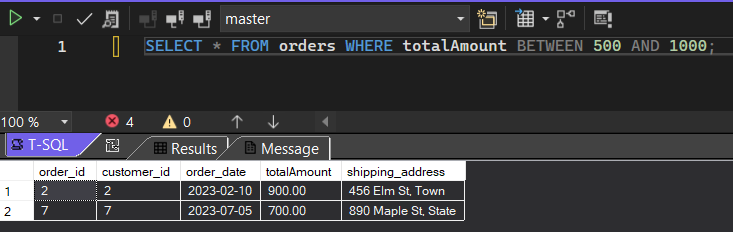 master
1 SELECT * FROM orders WHERE totalAmount BETWEEN 500 AND 1000;
100 % 4 0
T-SQL Results Message
order_id customer_id order_date totalAmount shipping_address
1 2 2 2023-02-10 900.00 456 Elm St, Town
2 7 7 2023-07-05 700.00 890 Maple St, State